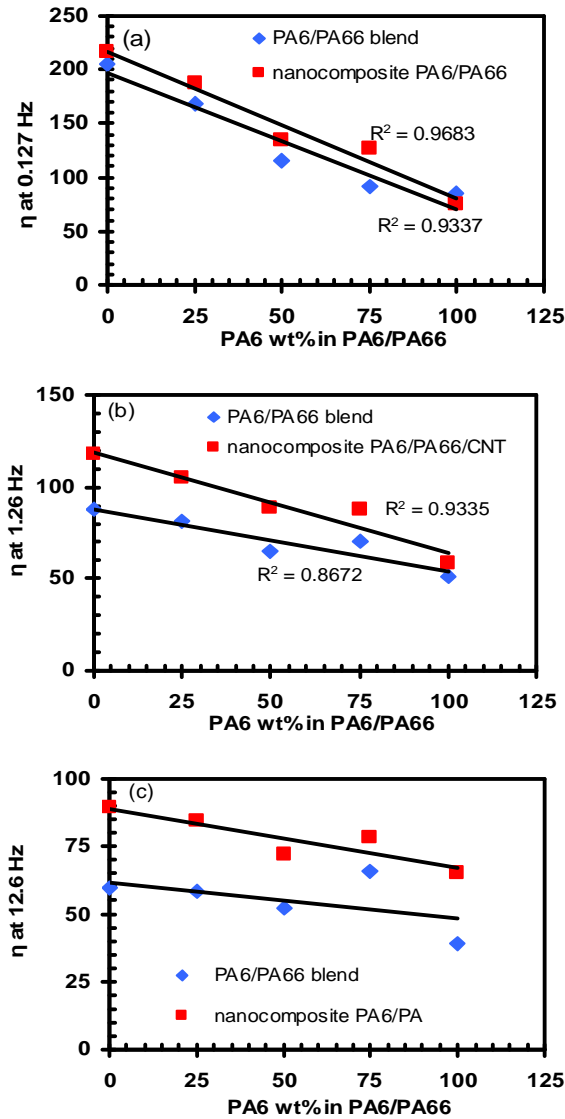 (a)
PA6/PA66 blend
nanocomposite PA6/PA66
R² = 0.9683
R² = 0.9337
η at 0.127 Hz
250
200
150
100
50
0
0 25 50 75 100 125
PA6 wt% in PA6/PA66
(b)
PA6/PA66 blend
nanocomposite PA6/PA66/CNT
R² = 0.9335
R² = 0.8672
η at 1.26 Hz
150
100
50
0
0 25 50 75 100 125
PA6 wt% in PA6/PA66
(c)
PA6/PA66 blend
nanocomposite PA6/PA
η at 12.6 Hz
100
75
50
25
0
0 25 50 75 100 125
PA6 wt% in PA6/PA66